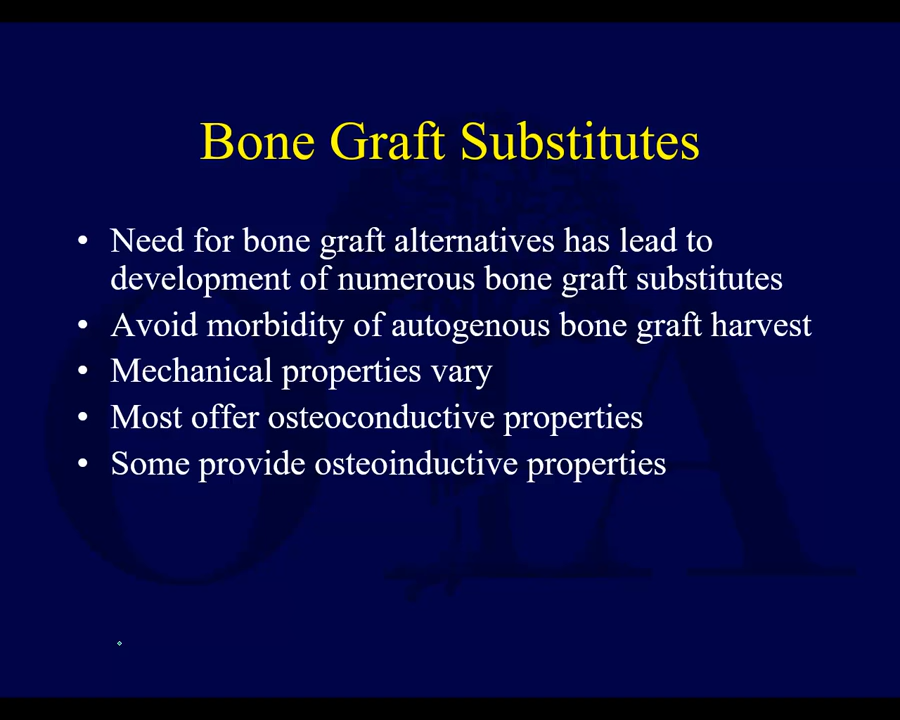 Bone Graft Substitutes
• Need for bone graft alternatives has lead to
development of numerous bone graft substitutes
• Avoid morbidity of autogenous bone graft harvest
• Mechanical properties vary
• Most offer osteoconductive properties
• Some provide osteoinductive properties
OTA